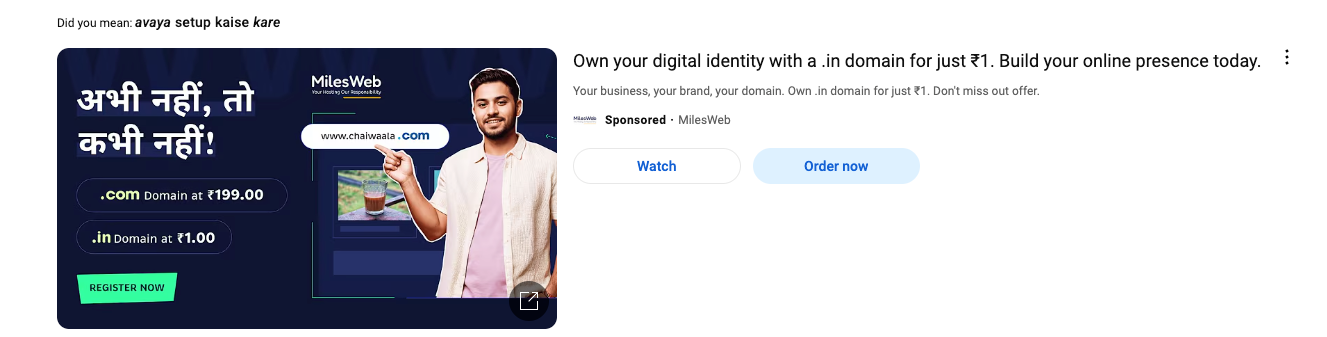 Did you mean: avaya setup kaise kare
अभी नहीं, तो
कभी नहीं!
.com Domain at ₹199.00
.in Domain at ₹1.00
REGISTER NOW
MilesWeb
Your Hosting Our Responsibility
www.chaiwaala.com
Own your digital identity with a .in domain for just ₹1. Build your online presence today.
Your business, your brand, your domain. Own .in domain for just ₹1. Don't miss out offer.
MilesWeb Sponsored · MilesWeb
Watch
Order now